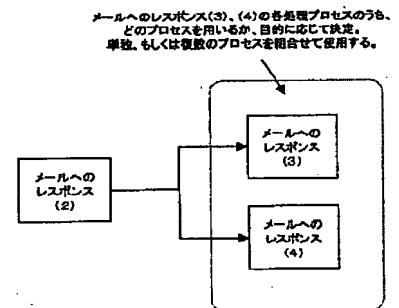 メールへのレスポンス(3)、(4)の各処理プロセスのうち、
どのプロセスを用いるか、目的に応じて決定。
単独、もしくは複数のプロセスを組合せて使用する。
メールへの
レスポンス
(2)
メールへの
レスポンス
(3)
メールへの
レスポンス
(4)